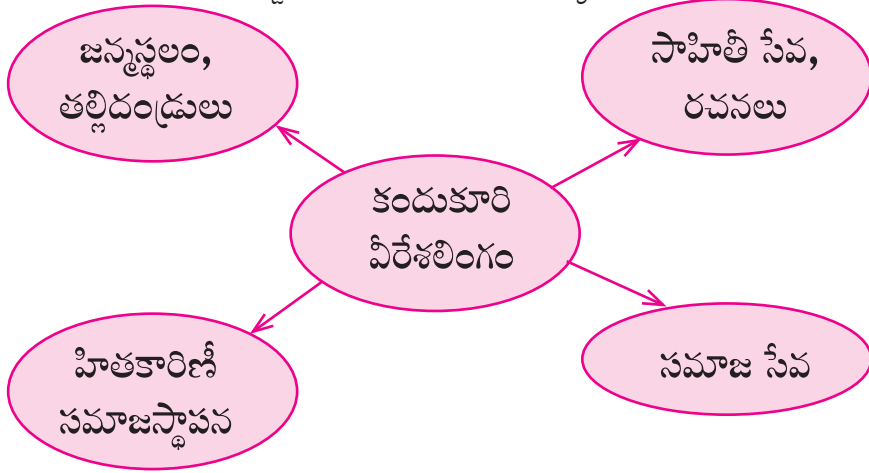 జన్మస్థలం,
తల్లిదండ్రులు
సాహితీ సేవ,
రచనలు
కందుకూరి
వీరేశలింగం
హితకారిణీ
సమాజస్థాపన
సమాజ సేవ